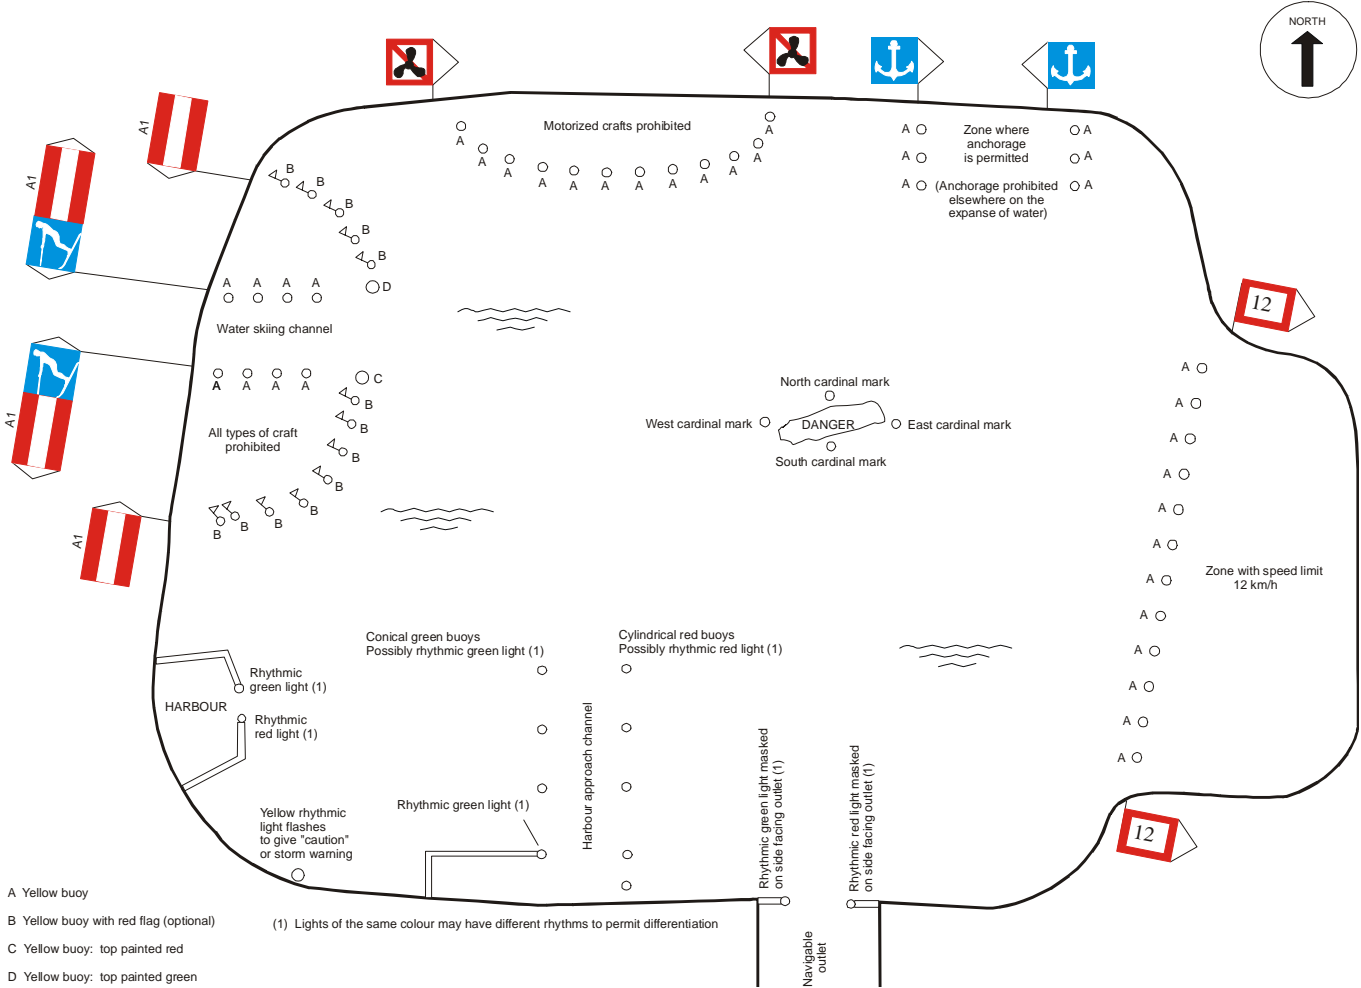 NORTH
A1
Motorized crafts prohibited
A
A
A
A
A
A
A
A
A
A
A
A
A
Zone where
anchorage
is permitted
(Anchorage prohibited
elsewhere on the
expanse of water)
A
A
A
A
A
A
A1
B
B
B
B
B
D
A A A A
Water skiing channel
12
A A A A
C
A1
B
B
B
B
B
B
B
B
All types of craft
prohibited
A1
North cardinal mark
West cardinal mark
DANGER
East cardinal mark
South cardinal mark
A
A
A
A
A
A
A
A
A
A
A
A
Zone with speed limit
12 km/h
Conical green buoys
Possibly rhythmic green light (1)
Cylindrical red buoys
Possibly rhythmic red light (1)
Rhythmic
green light (1)
HARBOUR
Rhythmic
red light (1)
Harbour approach channel
Rhythmic green light (1)
Rhythmic green light masked
on side facing outlet (1)
Rhythmic red light masked
on side facing outlet (1)
12
Yellow rhythmic
light flashes
to give "caution"
or storm warning
A Yellow buoy
B Yellow buoy with red flag (optional)
C Yellow buoy: top painted red
D Yellow buoy: top painted green
(1) Lights of the same colour may have different rhythms to permit differentiation
Navigable
outlet